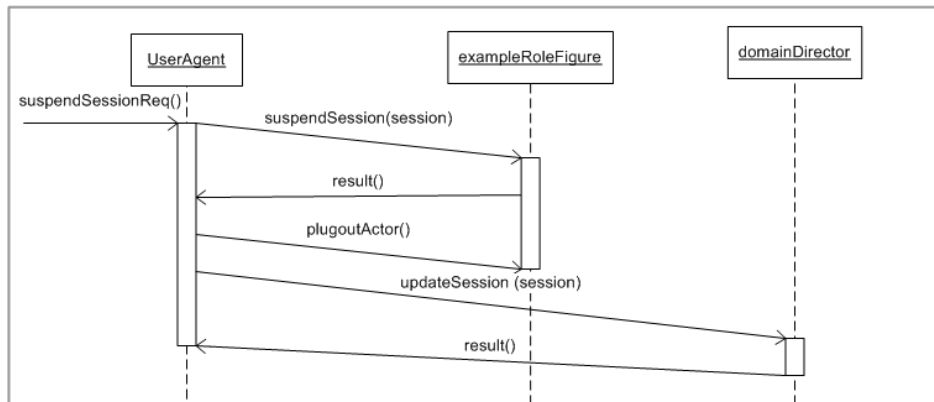 UserAgent
exampleRoleFigure
domainDirector
suspendSessionReq()
suspendSession(session)
result()
plugoutActor()
updateSession (session)
result()